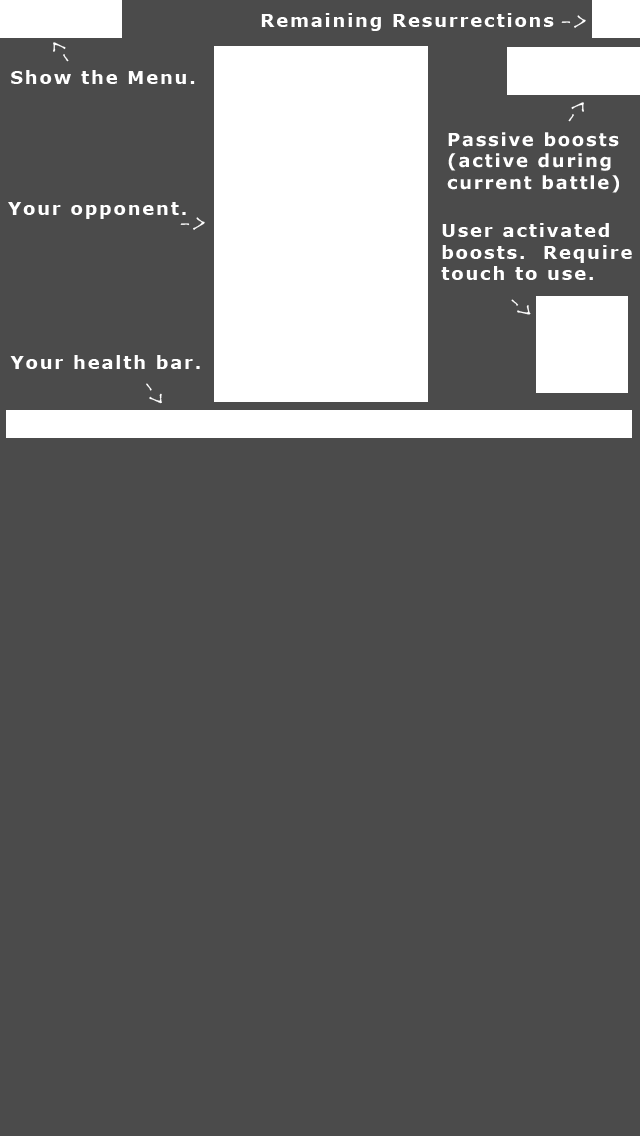 Remaining Resurrections
Show the Menu.
Passive boosts
(active during
current battle)
Your opponent.
User activated
boosts.  Require
touch to use.
Your health bar.